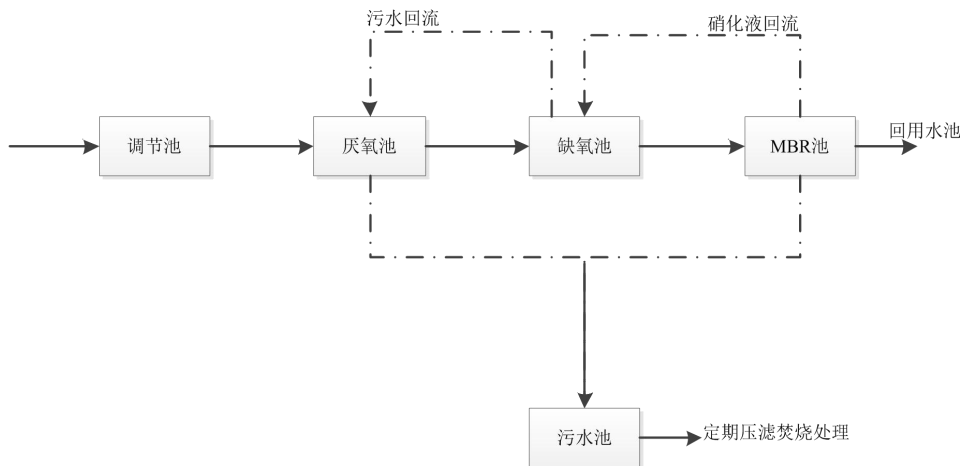 污水回流
硝化液回流
调节池
厌氧池
缺氧池
MBR池
回用水池
污水池
定期压滤焚烧处理